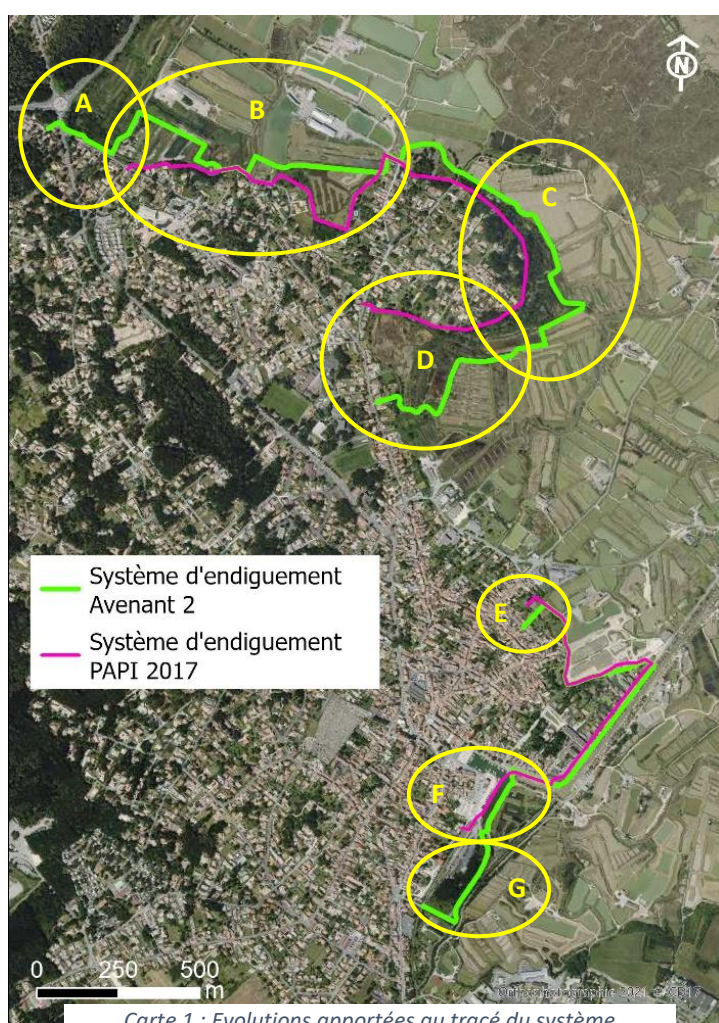 N
A
B
C
D
Système d'endiguement
Avenant 2
Système d'endiguement
PAPI 2017
E
F
G
0 250 500
m
Carte 1 : Evolutions apportées au tracé du système